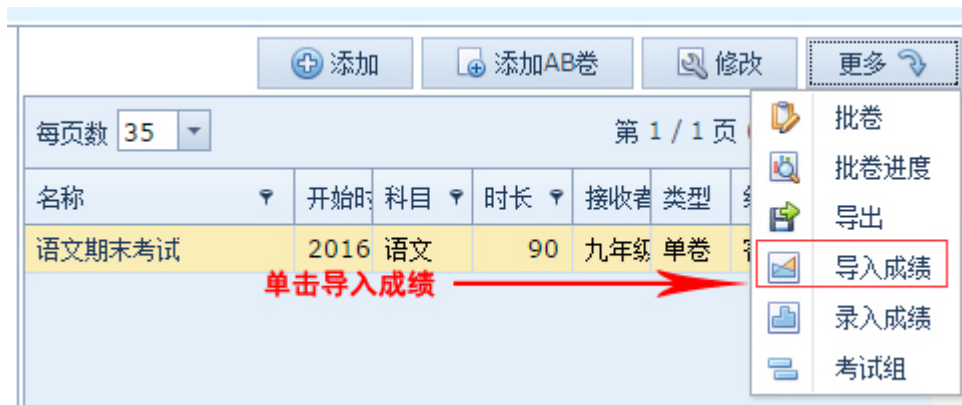 添加 添加AB卷 修改 更多
每页数 35 第 1 / 1 页
批卷
批卷进度
名称 开始时 科目 时长 接收者 类型
导出
语文期末考试 2016 语文 90 九年级 单卷
导入成绩
单击导入成绩
录入成绩
考试组